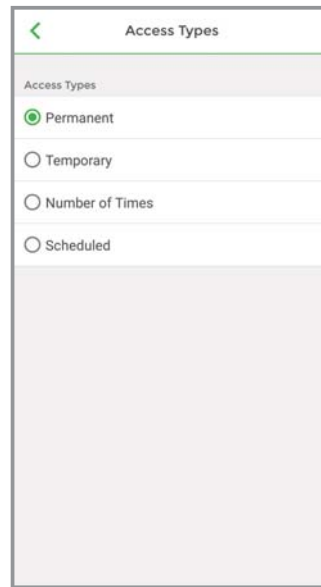 Access Types
Access Types
Permanent
Temporary
Number of Times
Scheduled